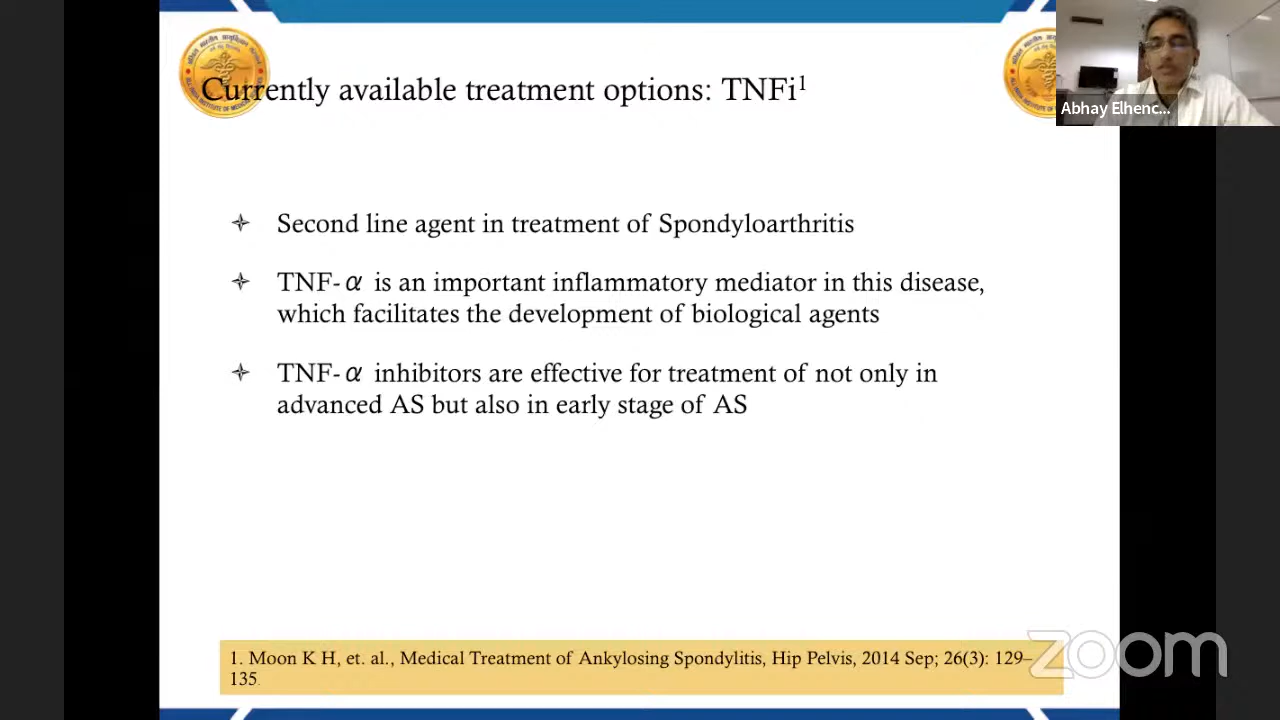 Currently available treatment options: TNFi¹
Abhay Elhenc...
Second line agent in treatment of Spondyloarthritis
TNF-α is an important inflammatory mediator in this disease,
which facilitates the development of biological agents
TNF-α inhibitors are effective for treatment of not only in
advanced AS but also in early stage of AS
1. Moon K H, et. al., Medical Treatment of Ankylosing Spondylitis, Hip Pelvis, 2014 Sep; 26(3): 129–
135.
zoom